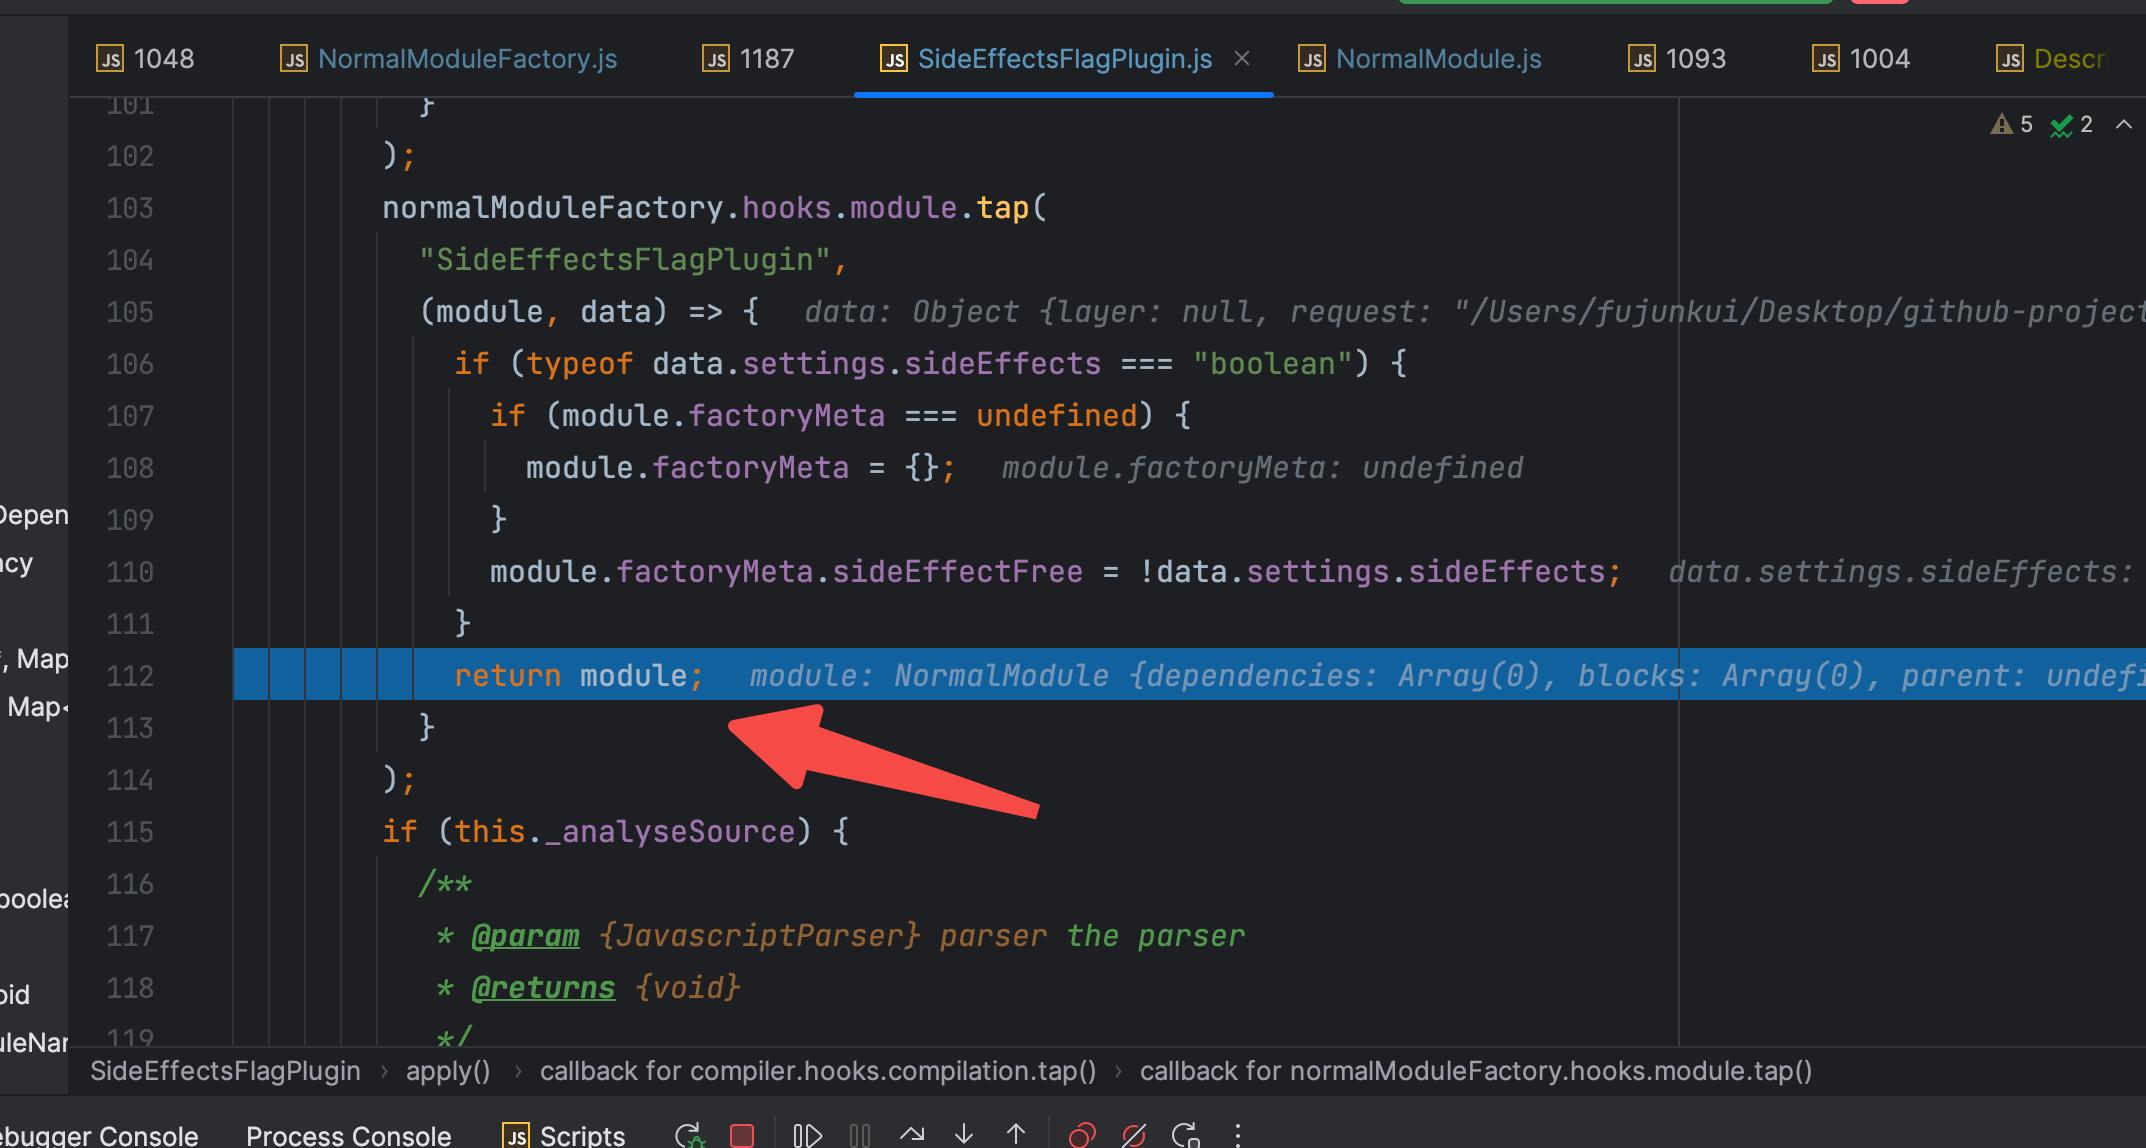 JS 1048 JS NormalModuleFactory.js JS 1187 JS SideEffectsFlagPlugin.js × JS NormalModule.js JS 1093 JS 1004 JS Descr
5 2
101 }
102 );
103 normalModuleFactory.hooks.module.tap(
104 "SideEffectsFlagPlugin",
105 (module, data) => { data: Object {layer: null, request: "/Users/fujunkui/Desktop/github-project
106 if (typeof data.settings.sideEffects === "boolean") {
107 if (module.factoryMeta === undefined) {
108 module.factoryMeta = {}; module.factoryMeta: undefined
109 }
110 module.factoryMeta.sideEffectFree = !data.settings.sideEffects; data.settings.sideEffects:
111 }
112 return module; module: NormalModule {dependencies: Array(0), blocks: Array(0), parent: undefi
113 }
114 );
115 if (this._analyseSource) {
116 /**
117 * @param {JavascriptParser} parser the parser
118 * @returns {void}
119 */
Depen
ncy
, Map
Map<
boolea
oid
uleNar
SideEffectsFlagPlugin › apply() › callback for compiler.hooks.compilation.tap() › callback for normalModuleFactory.hooks.module.tap()
ebugger Console Process Console JS Scripts